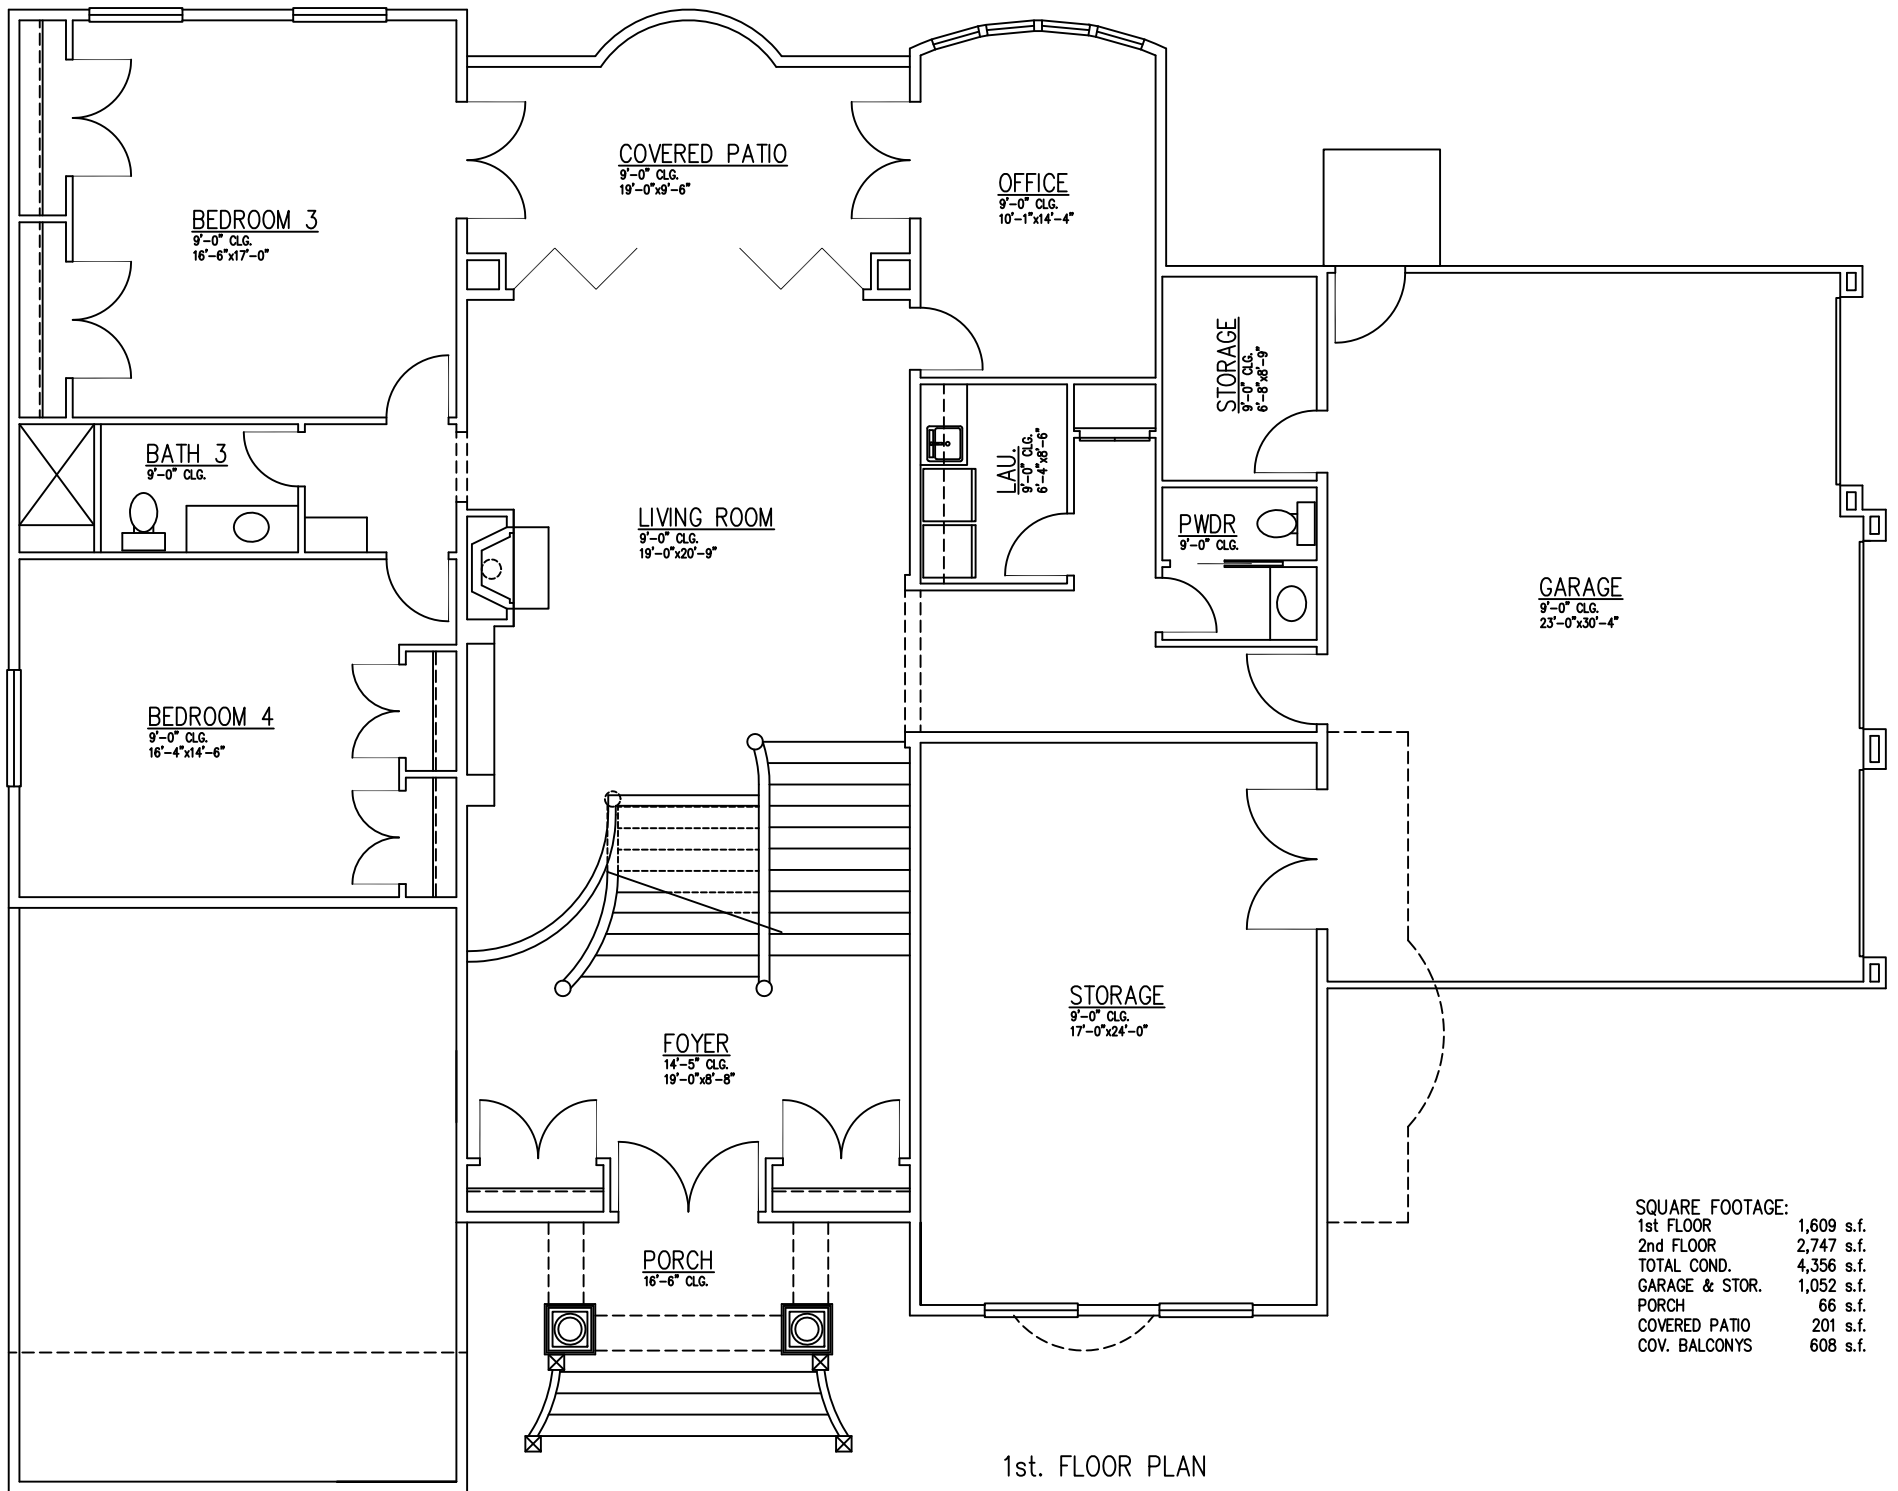 COVERED PATIO
9'-0" CLG.
19'-0"x9'-6"
OFFICE
9'-0" CLG.
10'-1"x14'-4"
BEDROOM 3
9'-0" CLG.
16'-6"x17'-0"
STORAGE
9'-0" CLG.
6'-8"x8'-9"
BATH 3
9'-0" CLG.
LAU.
9'-0" CLG.
6'-4"x8'-6"
LIVING ROOM
9'-0" CLG.
19'-0"x20'-9"
PWDR
9'-0" CLG.
GARAGE
9'-0" CLG.
23'-0"x30'-4"
BEDROOM 4
9'-0" CLG.
16'-4"x14'-6"
STORAGE
9'-0" CLG.
17'-0"x24'-0"
FOYER
14'-5" CLG.
19'-0"x8'-8"
PORCH
16'-6" CLG.
SQUARE FOOTAGE:
1st FLOOR 1,609 s.f.
2nd FLOOR 2,747 s.f.
TOTAL COND. 4,356 s.f.
GARAGE & STOR. 1,052 s.f.
PORCH 66 s.f.
COVERED PATIO 201 s.f.
COV. BALCONYS 608 s.f.
1st. FLOOR PLAN